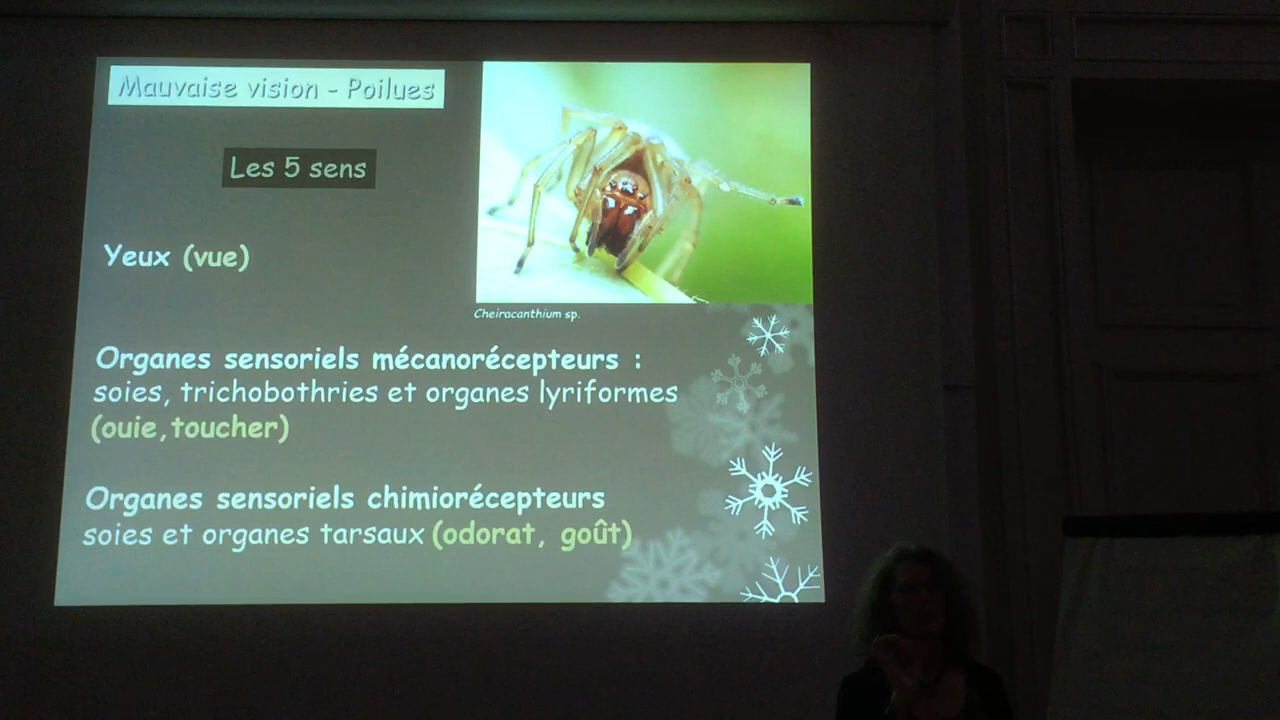 Mauvaise vision - Poilues
Les 5 sens
Yeux (vue)
Cheiracanthium sp.
Organes sensoriels mécanorécepteurs :
soies, trichobothries et organes lyriformes
(ouie,toucher)
Organes sensoriels chimiorécepteurs
soies et organes tarsaux (odorat, goût)